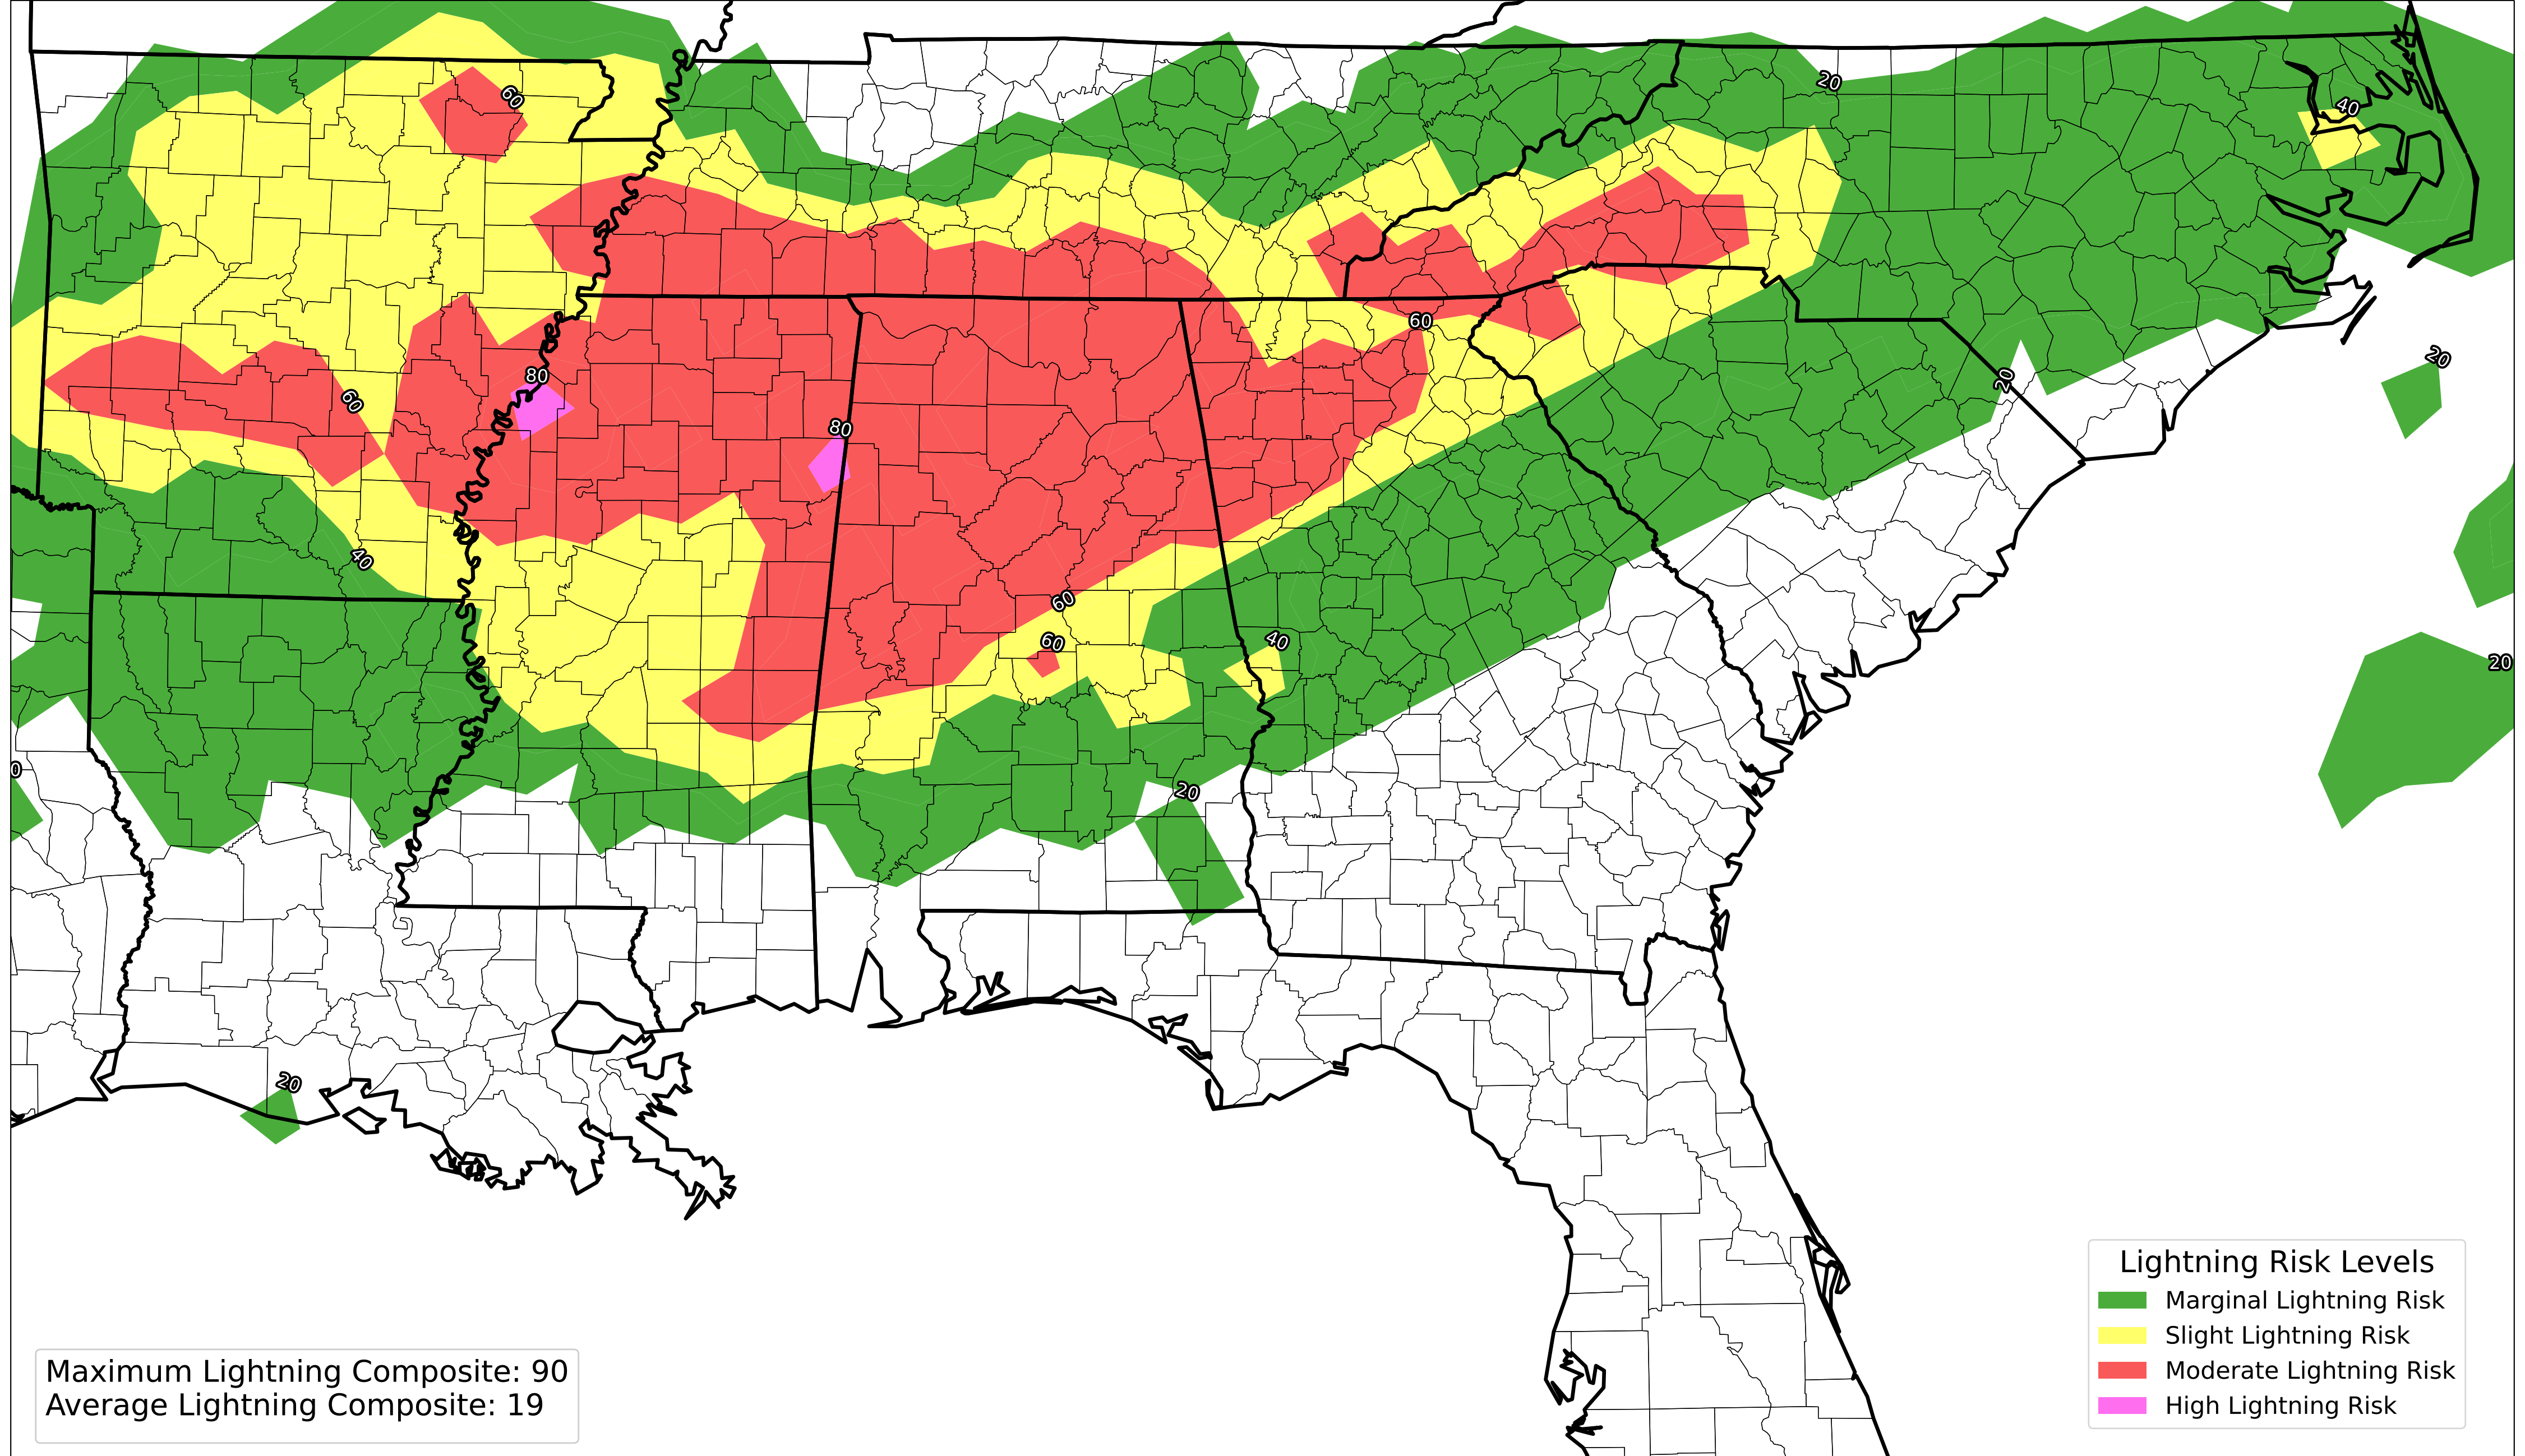 60
20
40
60
20
80
20
60
80
40
60
60
40
20
20
0
20
Lightning Risk Levels
Marginal Lightning Risk
Slight Lightning Risk
Moderate Lightning Risk
High Lightning Risk
Maximum Lightning Composite: 90
Average Lightning Composite: 19